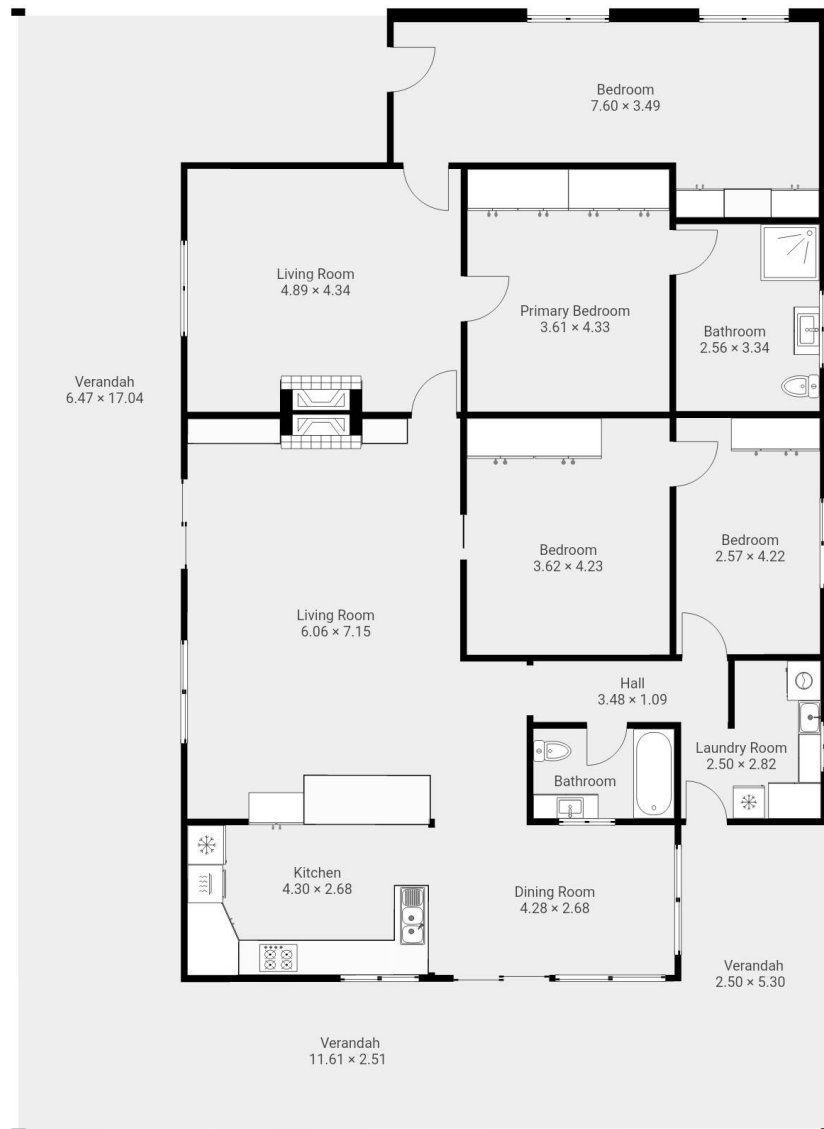 Bedroom
7.60 × 3.49
Living Room
4.89 × 4.34
Primary Bedroom
3.61 × 4.33
Bathroom
2.56 × 3.34
Verandah
6.47 × 17.04
Bedroom
3.62 × 4.23
Bedroom
2.57 × 4.22
Living Room
6.06 × 7.15
Hall
3.48 × 1.09
Laundry Room
2.50 × 2.82
Bathroom
Kitchen
4.30 × 2.68
Dining Room
4.28 × 2.68
Verandah
2.50 × 5.30
Verandah
11.61 × 2.51